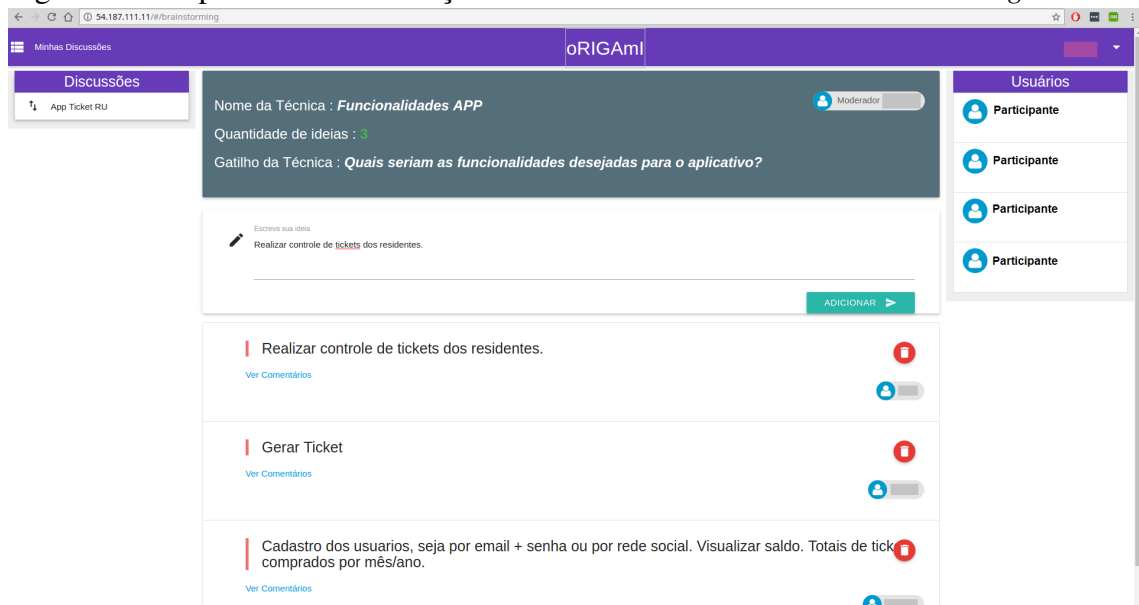 54.187.111.11/#/brainstorming
Minhas Discussões
oRIGAmI
Discussões
App Ticket RU
Nome da Técnica : Funcionalidades APP
Moderador
Quantidade de ideias : 3
Gatilho da Técnica : Quais seriam as funcionalidades desejadas para o aplicativo?
Escreva sua ideia
Realizar controle de tickets dos residentes.
ADICIONAR
Realizar controle de tickets dos residentes.
Ver Comentários
Gerar Ticket
Ver Comentários
Cadastro dos usuarios, seja por email + senha ou por rede social. Visualizar saldo. Totais de tick
comprados por mês/ano.
Ver Comentários
Usuários
Participante
Participante
Participante
Participante